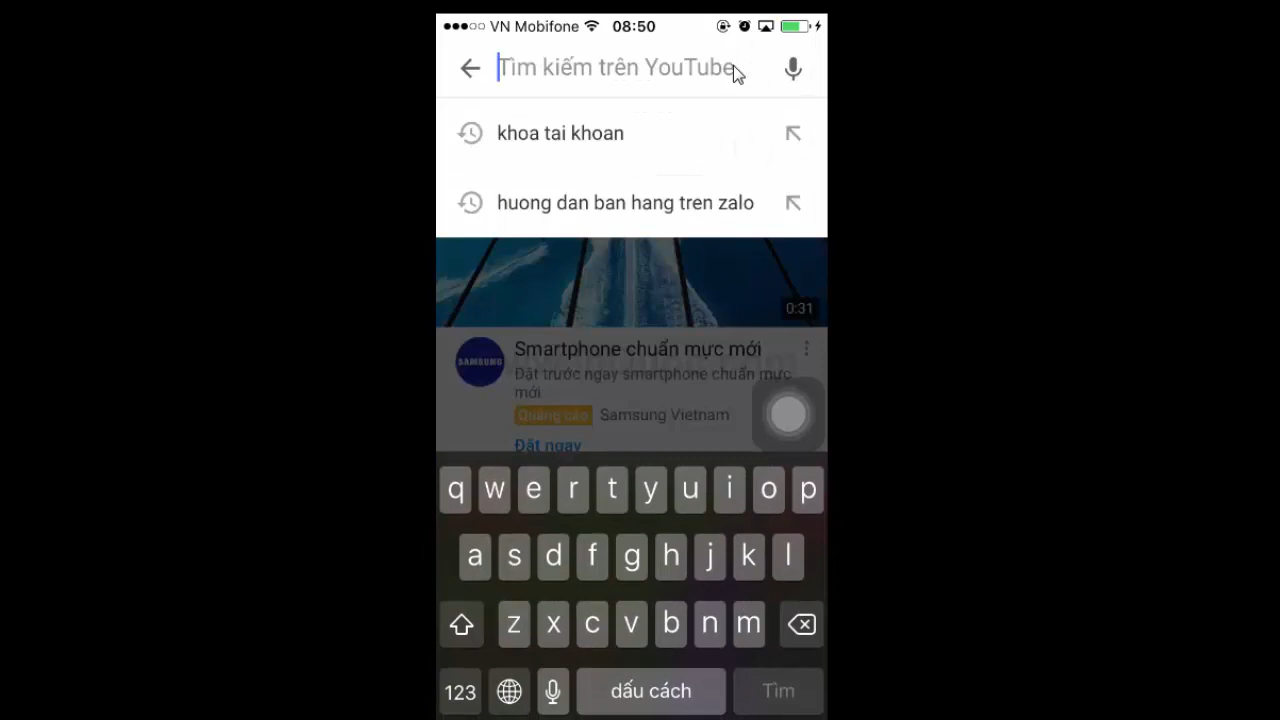 VN Mobifone 08:50
Tìm kiếm trên YouTube
khoa tai khoan
huong dan ban hang tren zalo
0:31
SAMSUNG
Smartphone chuẩn mực mới
Đặt trước ngay smartphone chuẩn mực
mới
Quảng cáo Samsung Vietnam
Đặt ngay
q w e r t y u i o p
a s d f g h j k l
z x c v b n m
123 dấu cách Tìm